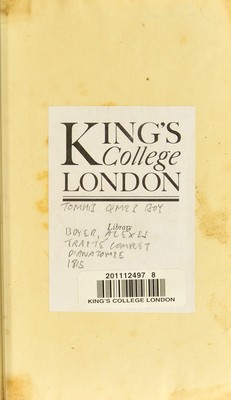 KING'S
College
LONDON
Library
BOYER, ALEXIS
TRAITE COMPLET
D'ANATOMIE
1815
201112497 8
KING'S COLLEGE LONDON